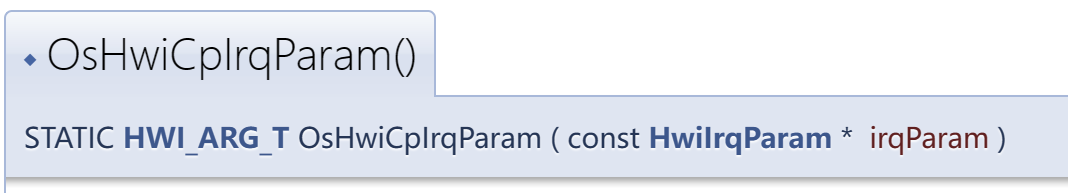 ◆ OsHwiCpIrqParam()
STATIC HWI_ARG_T OsHwiCpIrqParam ( const HwiIrqParam * irqParam )